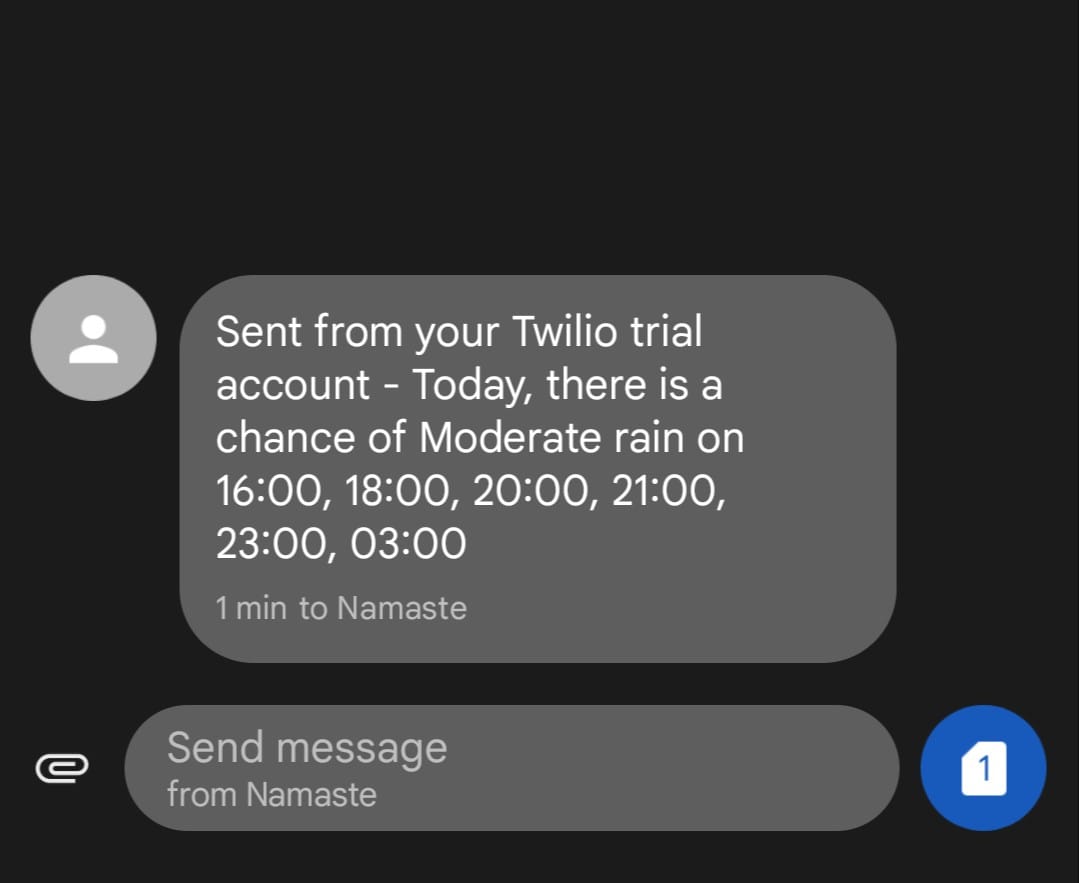 Sent from your Twilio trial
account - Today, there is a
chance of Moderate rain on
16:00, 18:00, 20:00, 21:00,
23:00, 03:00
1 min to Namaste
Send message
from Namaste
1